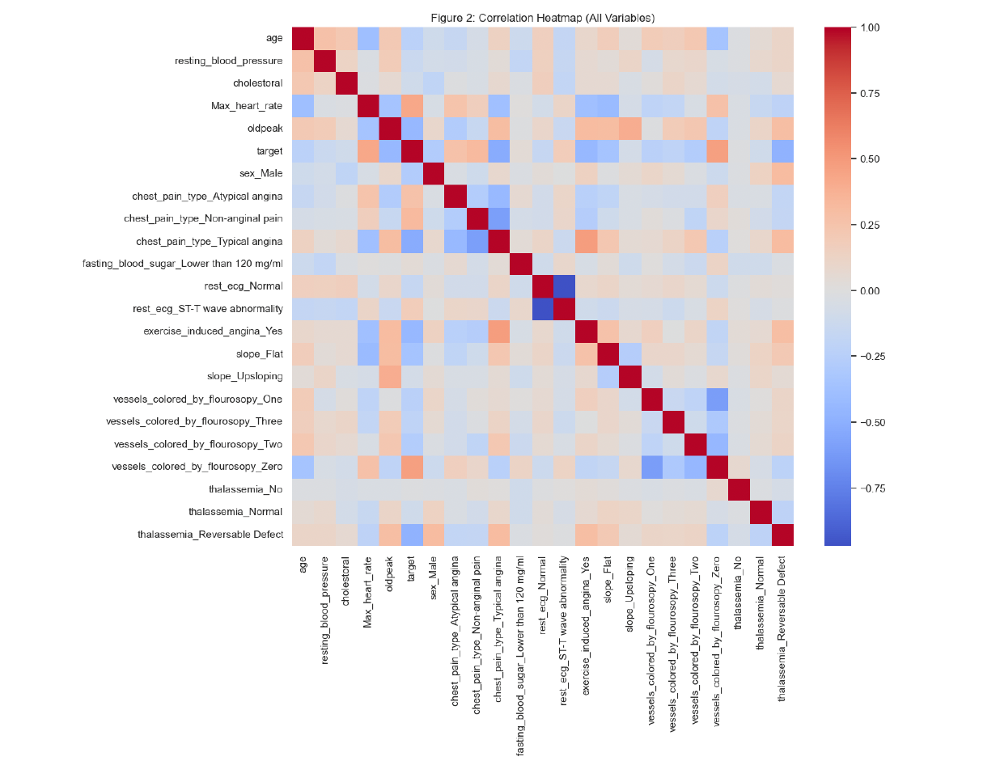 Figure 2: Correlation Heatmap (All Variables)
age
resting_blood_pressure
cholestoral
Max_heart_rate
oldpeak
target
sex_Male
chest_pain_type_Atypical angina
chest_pain_type_Non-anginal pain
chest_pain_type_Typical angina
fasting_blood_sugar_Lower than 120 mg/ml
rest_ecg_Normal
rest_ecg_ST-T wave abnormality
exercise_induced_angina_Yes
slope_Flat
slope_Upsloping
vessels_colored_by_flourosopy_One
vessels_colored_by_flourosopy_Three
vessels_colored_by_flourosopy_Two
vessels_colored_by_flourosopy_Zero
thalassemia_No
thalassemia_Normal
thalassemia_Reversable Defect
age
resting_blood_pressure
cholestoral
Max_heart_rate
oldpeak
target
sex_Male
chest_pain_type_Atypical angina
chest_pain_type_Non-anginal pain
chest_pain_type_Typical angina
fasting_blood_sugar_Lower than 120 mg/ml
rest_ecg_Normal
rest_ecg_ST-T wave abnormality
exercise_induced_angina_Yes
slope_Flat
slope_Upsloping
vessels_colored_by_flourosopy_One
vessels_colored_by_flourosopy_Three
vessels_colored_by_flourosopy_Two
vessels_colored_by_flourosopy_Zero
thalassemia_No
thalassemia_Normal
thalassemia_Reversable Defect
1.00
0.75
0.50
0.25
0.00
−0.25
−0.50
−0.75